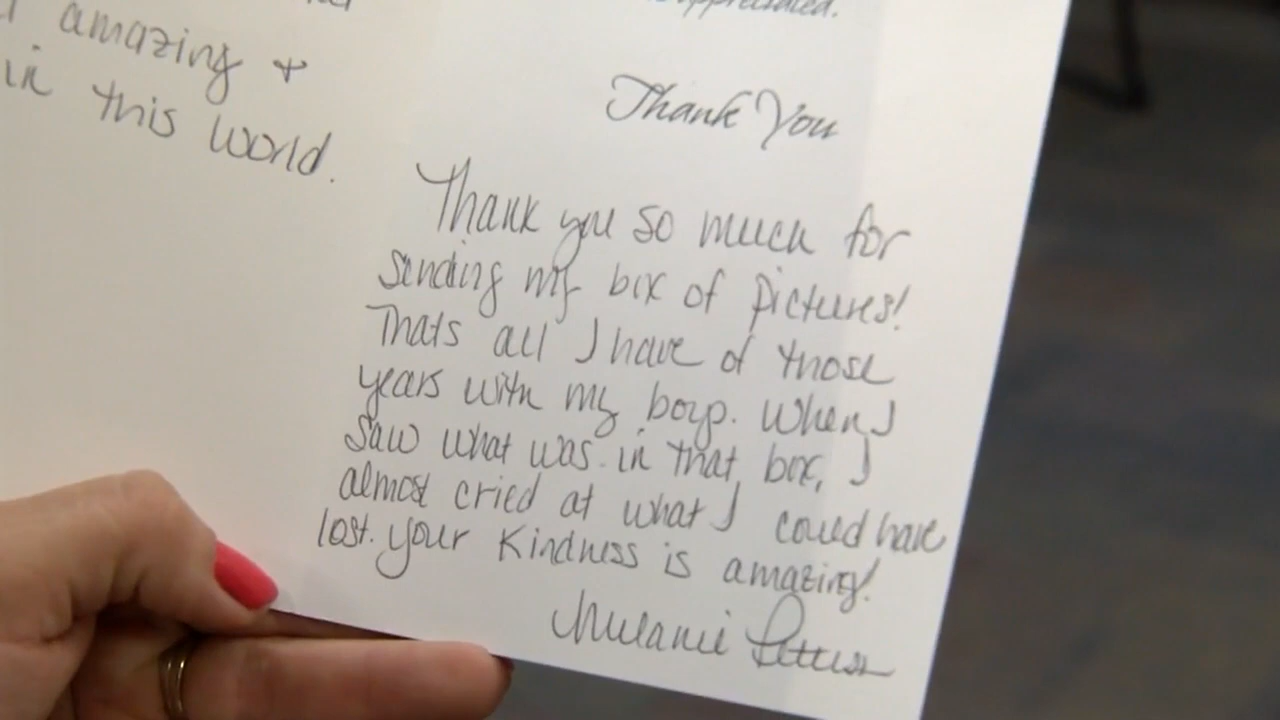 amazing +
in this world.
appreciated.
Thank You
Thank you so much for
sending my box of pictures!
Thats all I have of those
years with my boys. When I
saw what was in that box, I
almost cried at what I could have
lost. Your kindness is amazing!
Melanie